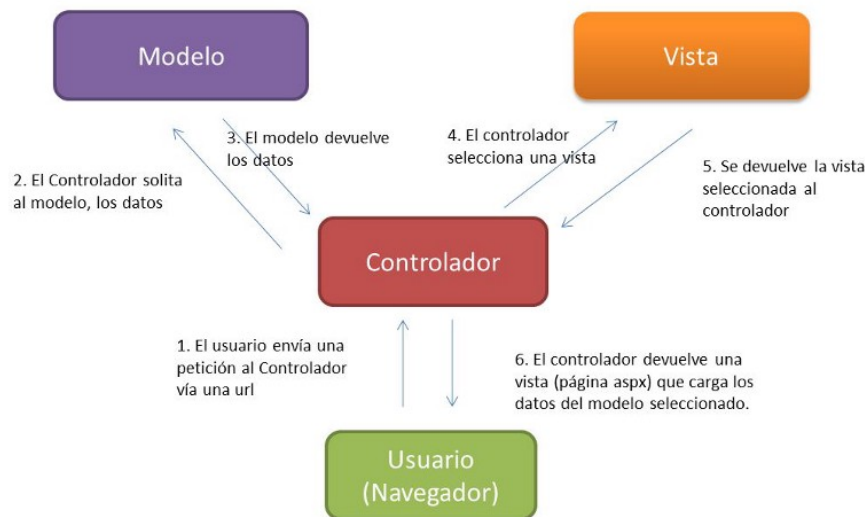 Modelo
Vista
3. El modelo devuelve
los datos
4. El controlador
selecciona una vista
2. El Controlador solita
al modelo, los datos
5. Se devuelve la vista
seleccionada al
controlador
Controlador
1. El usuario envía una
petición al Controlador
vía una url
6. El controlador devuelve una
vista (página aspx) que carga los
datos del modelo seleccionado.
Usuario
(Navegador)